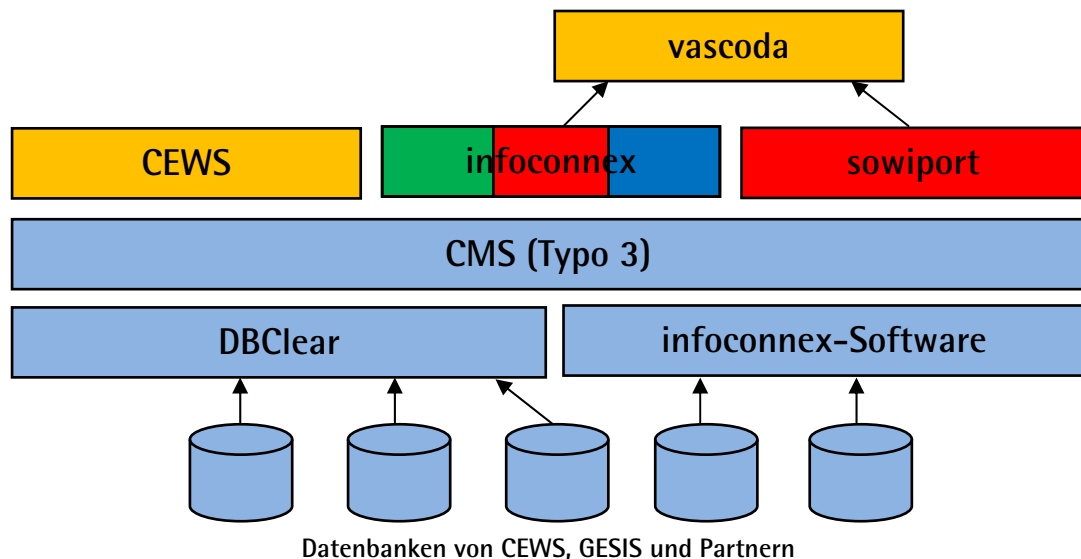 vascoda
CEWS
infoconnex
sowiport
CMS (Typo 3)
DBClear
infoconnex-Software
Datenbanken von CEWS, GESIS und Partnern